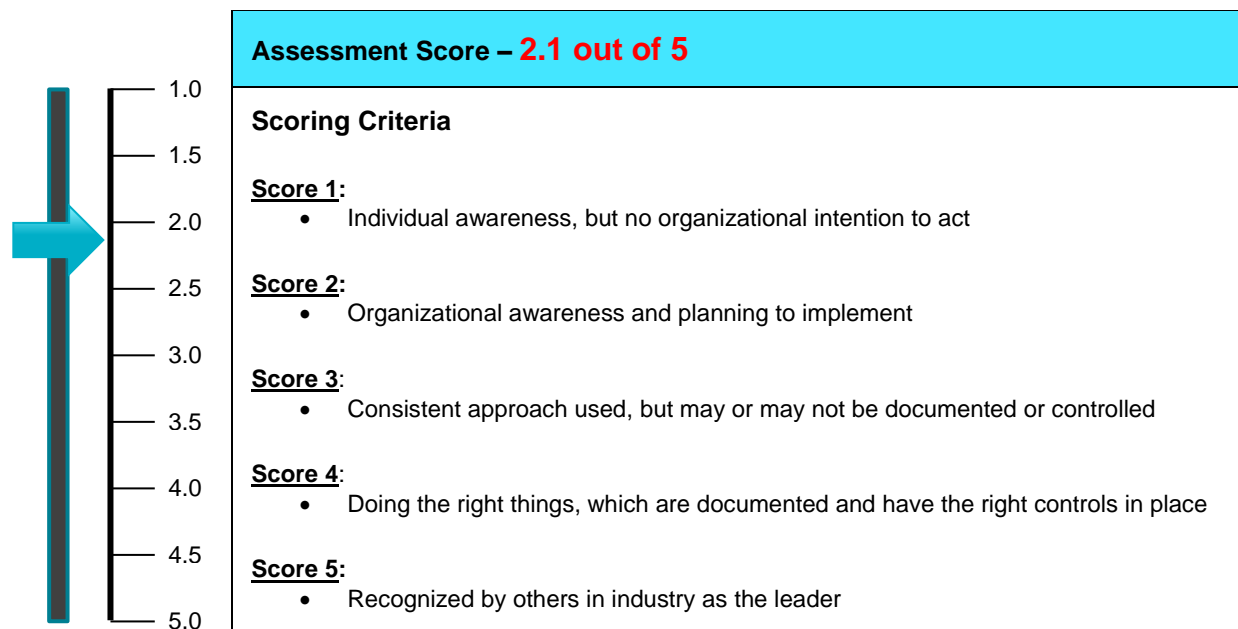 Assessment Score – 2.1 out of 5
1.0
1.5
2.0
2.5
3.0
3.5
4.0
4.5
5.0
Scoring Criteria
Score 1:
• Individual awareness, but no organizational intention to act
Score 2:
• Organizational awareness and planning to implement
Score 3:
• Consistent approach used, but may or may not be documented or controlled
Score 4:
• Doing the right things, which are documented and have the right controls in place
Score 5:
• Recognized by others in industry as the leader